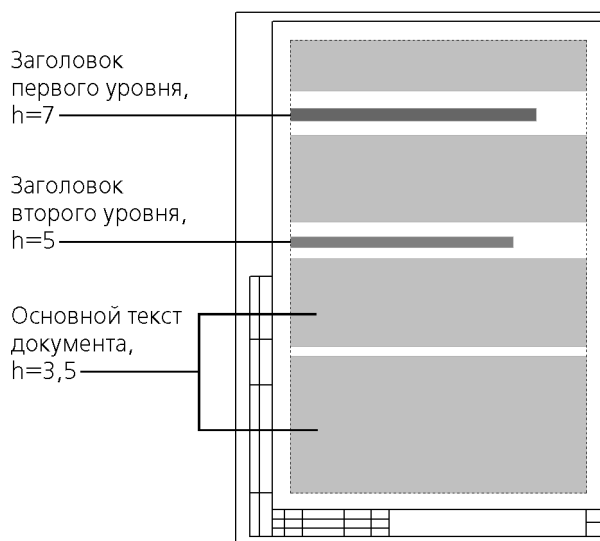 Заголовок
первого уровня,
h=7
Заголовок
второго уровня,
h=5
Основной текст
документа,
h=3,5